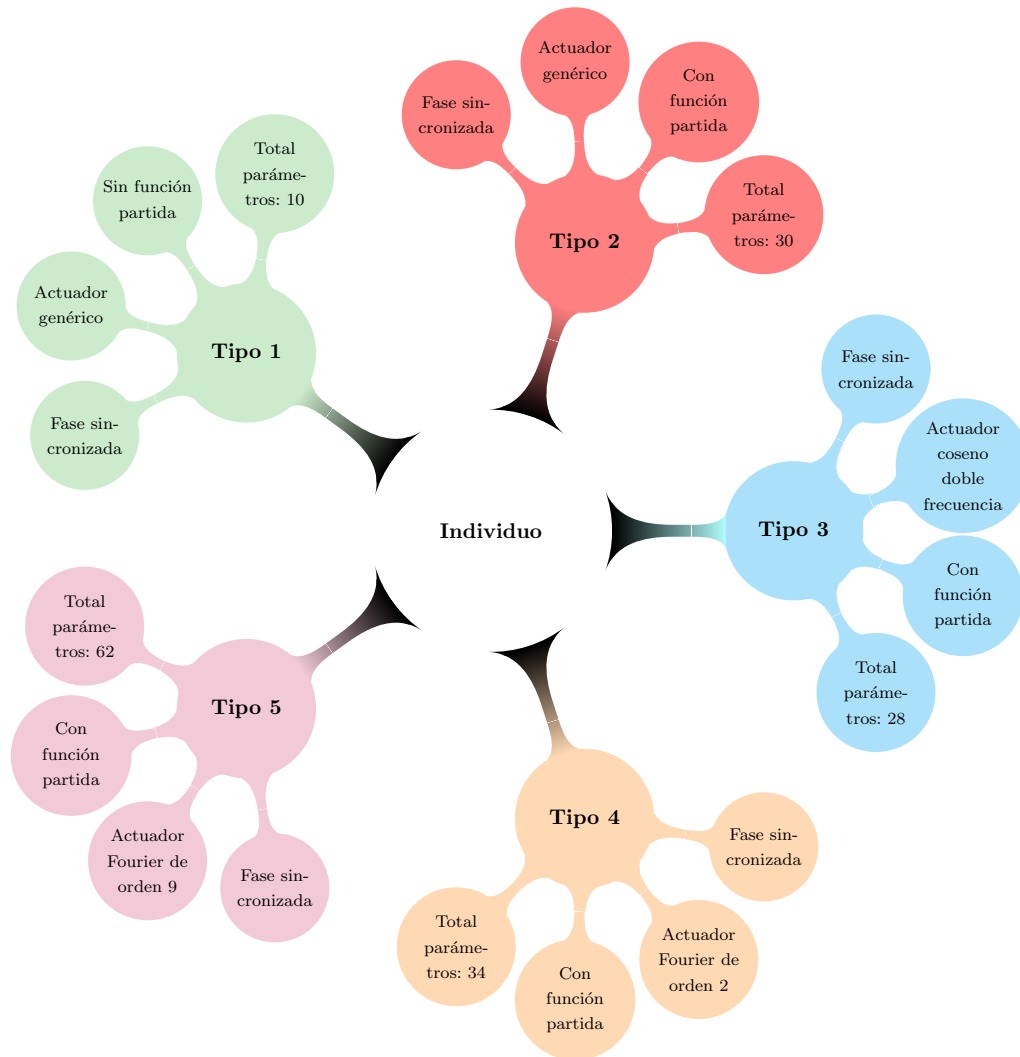 Individuo
Tipo 1
Fase sin-
cronizada
Actuador
genérico
Sin función
partida
Total
paráme-
tros: 10
Tipo 2
Fase sin-
cronizada
Actuador
genérico
Con
función
partida
Total
paráme-
tros: 30
Tipo 3
Fase sin-
cronizada
Actuador
coseno
doble
frecuencia
Con
función
partida
Total
paráme-
tros: 28
Tipo 4
Fase sin-
cronizada
Actuador
Fourier de
orden 2
Con
función
partida
Total
paráme-
tros: 34
Tipo 5
Fase sin-
cronizada
Actuador
Fourier de
orden 9
Con
función
partida
Total
paráme-
tros: 62